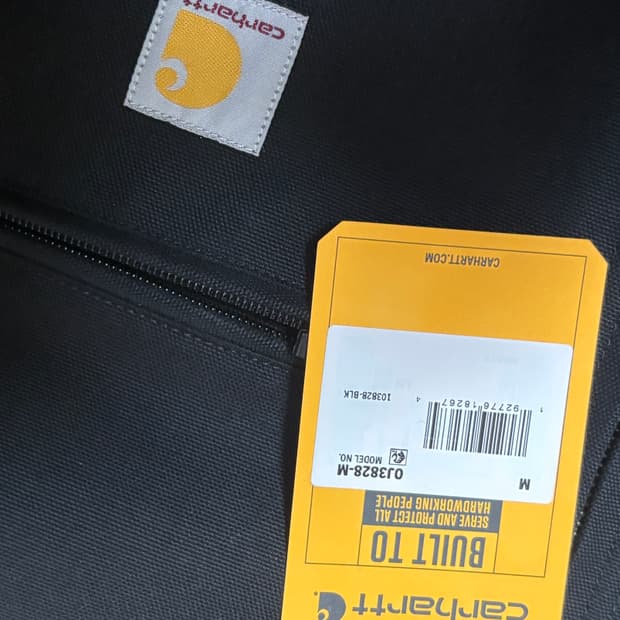 carhartt
BUILT TO
SERVE AND PROTECT ALL
HARDWORKING PEOPLE
M
0J3828-M
MODEL NO.
1 92776 18267 4
103828-BLK
CARHARTT.COM
carhartt